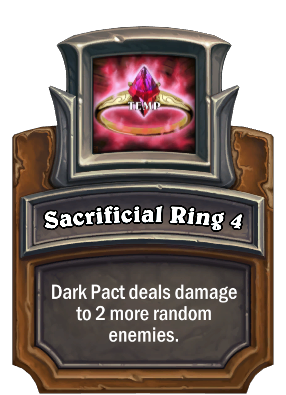 TEMP
Sacrificial Ring 4
Dark Pact deals damage
to 2 more random
enemies.